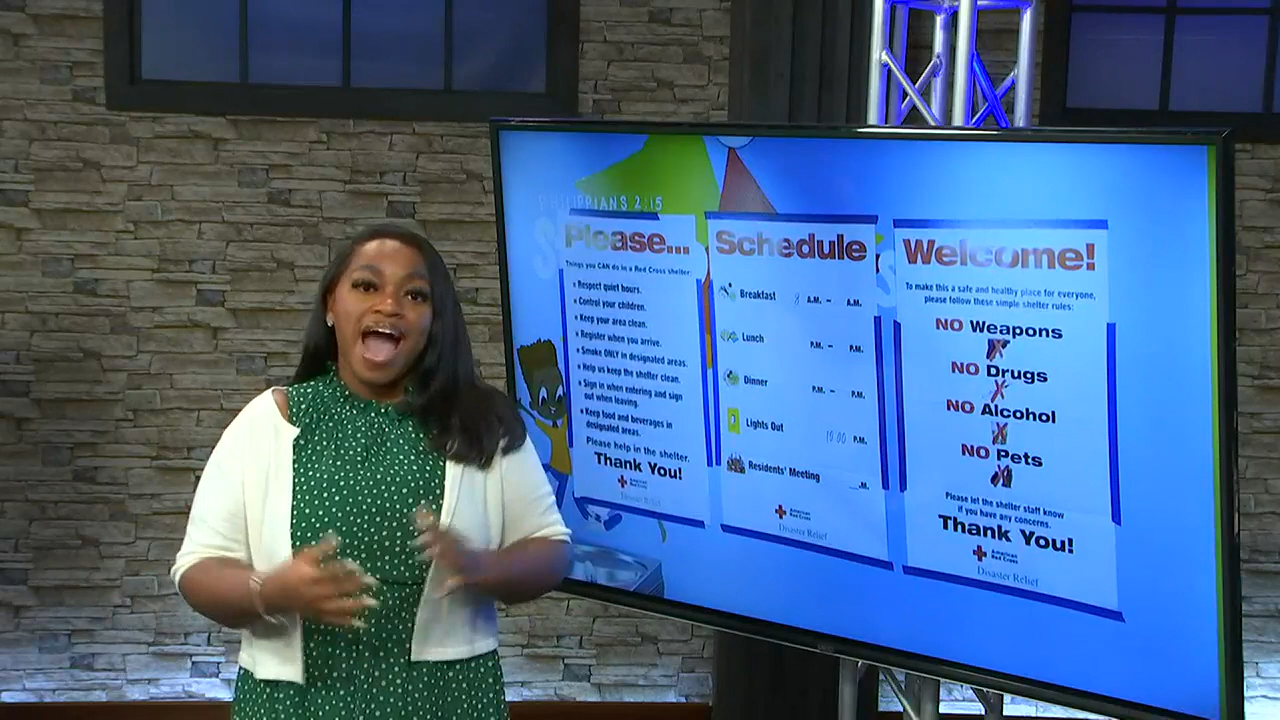 PHILIPPIANS 2:15
Please...
Things you CAN do in a Red Cross shelter:
• Respect quiet hours.
• Control your children.
• Keep your area clean.
• Register when you arrive.
• Smoke ONLY in designated areas.
• Help us keep the shelter clean.
• Sign in when entering and sign
out when leaving.
• Keep food and beverages in
designated areas.
Please help in the shelter.
Thank You!
American
Red Cross
Disaster Relief
Schedule
Breakfast 8 A.M. – A.M.
Lunch P.M. – P.M.
Dinner P.M. – P.M.
Lights Out 10 00 P.M.
Residents' Meeting __.M.
American
Red Cross
Disaster Relief
Welcome!
To make this a safe and healthy place for everyone,
please follow these simple shelter rules:
NO Weapons
NO Drugs
NO Alcohol
NO Pets
Please let the shelter staff know
if you have any concerns.
Thank You!
American
Red Cross
Disaster Relief